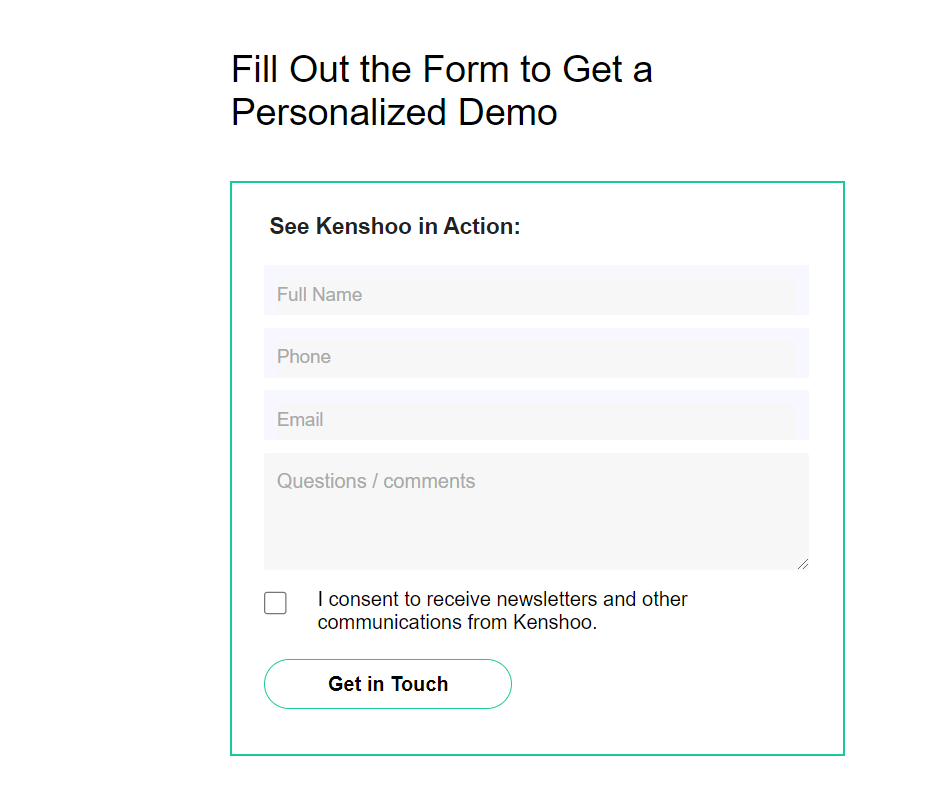 Fill Out the Form to Get a
Personalized Demo
See Kenshoo in Action:
Full Name
Phone
Email
Questions / comments
I consent to receive newsletters and other
communications from Kenshoo.
Get in Touch